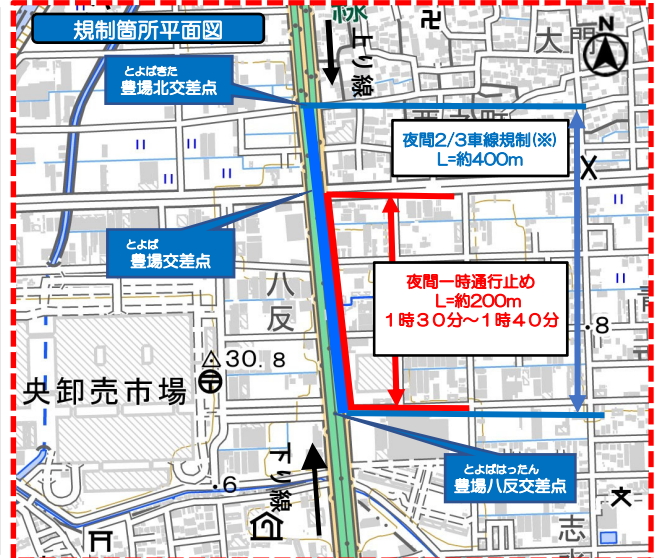 規制箇所平面図
緑
上り線
大門
N
とよばきた
豊場北交差点
夜間2/3車線規制(※)
L=約400m
とよば
豊場交差点
八反
夜間一時通行止め
L=約200m
1時30分~1時40分
.8
30.8
央卸売市場
下り線
とよばはったん
豊場八反交差点
.6
志